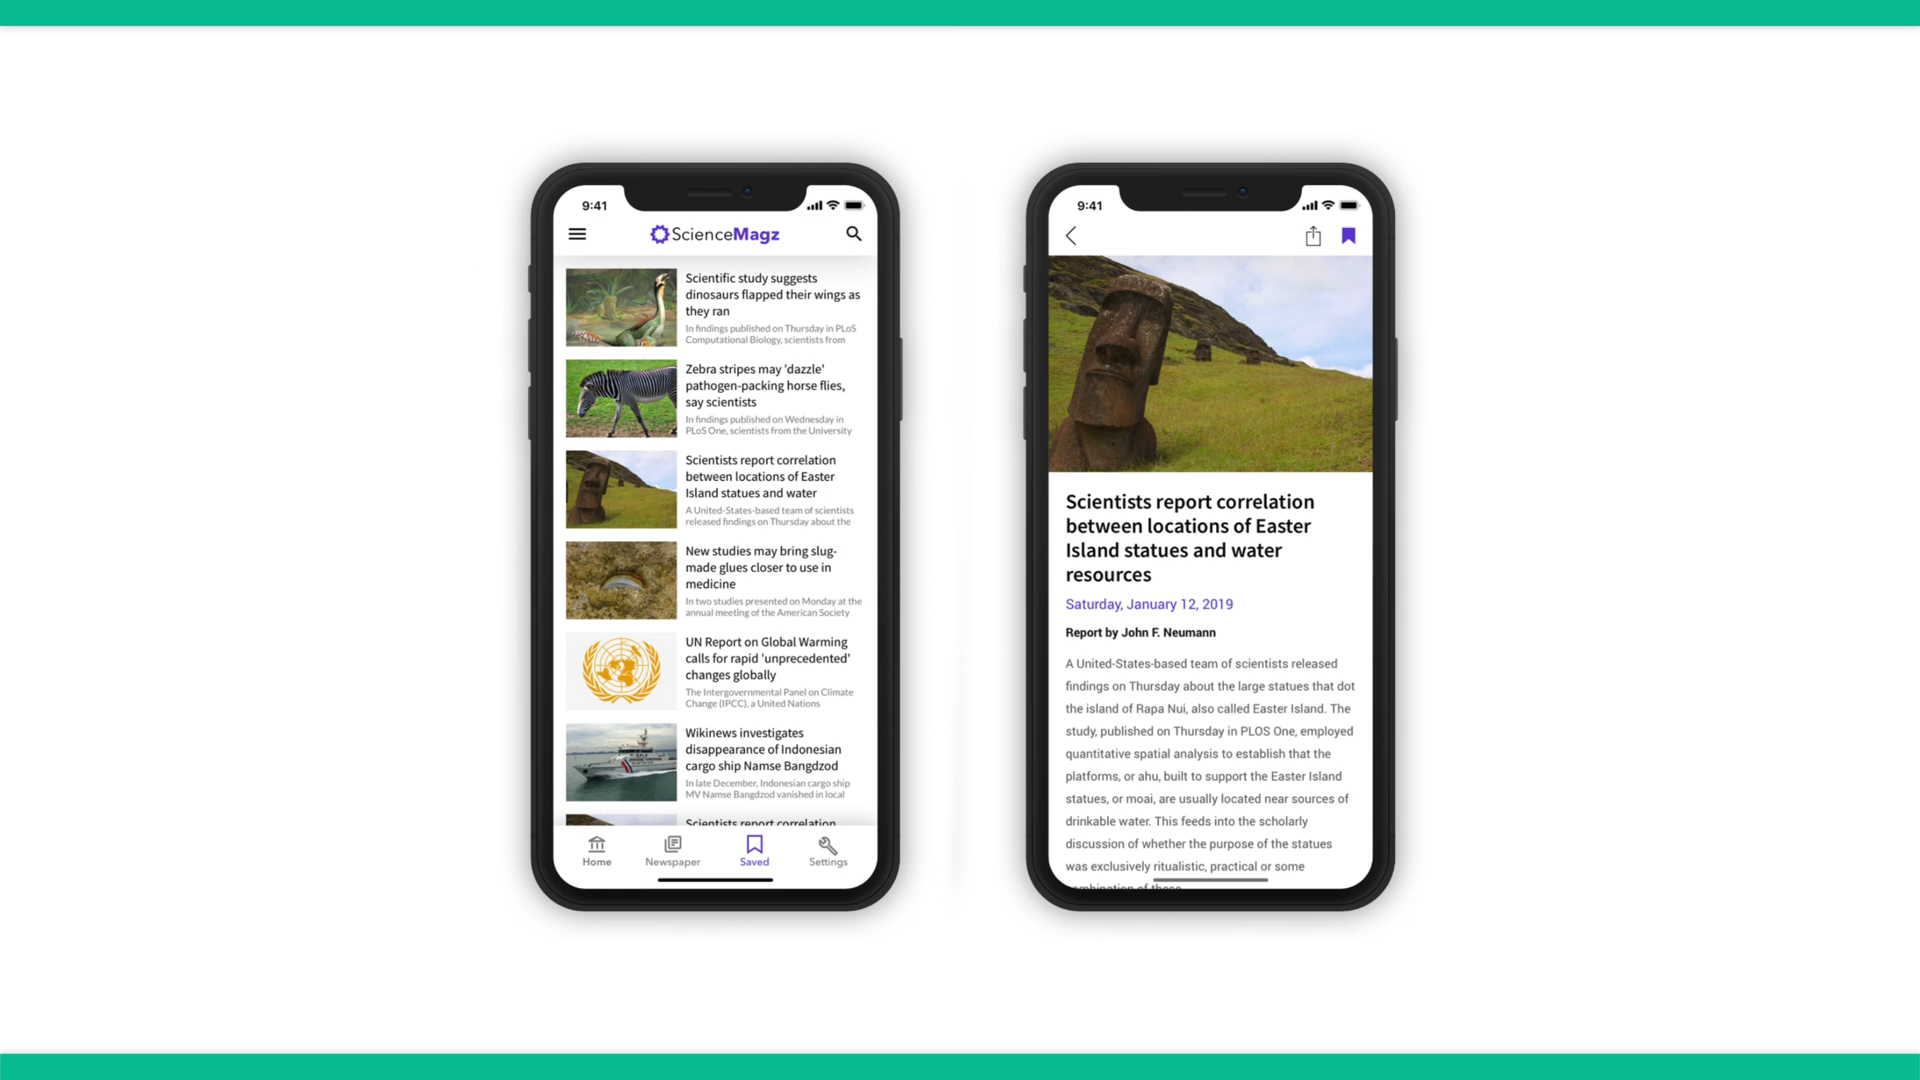 9:41
ScienceMagz
Scientific study suggests
dinosaurs flapped their wings as
they ran
In findings published on Thursday in PLoS
Computational Biology, scientists from
Zebra stripes may 'dazzle'
pathogen-packing horse flies,
say scientists
In findings published on Wednesday in
PLoS One, scientists from the University
Scientists report correlation
between locations of Easter
Island statues and water
A United-States-based team of scientists
released findings on Thursday about the
New studies may bring slug-
made glues closer to use in
medicine
In two studies presented on Monday at the
annual meeting of the American Society
UN Report on Global Warming
calls for rapid 'unprecedented'
changes globally
The Intergovernmental Panel on Climate
Change (IPCC), a United Nations
Wikinews investigates
disappearance of Indonesian
cargo ship Namse Bangdzod
In late December, Indonesian cargo ship
MV Namse Bangdzod vanished in local
Scientists report correlation
Home
Newspaper
Saved
Settings
9:41
Scientists report correlation
between locations of Easter
Island statues and water
resources
Saturday, January 12, 2019
Report by John F. Neumann
A United-States-based team of scientists released
findings on Thursday about the large statues that dot
the island of Rapa Nui, also called Easter Island. The
study, published on Thursday in PLOS One, employed
quantitative spatial analysis to establish that the
platforms, or ahu, built to support the Easter Island
statues, or moai, are usually located near sources of
drinkable water. This feeds into the scholarly
discussion of whether the purpose of the statues
was exclusively ritualistic, practical or some
combination of these